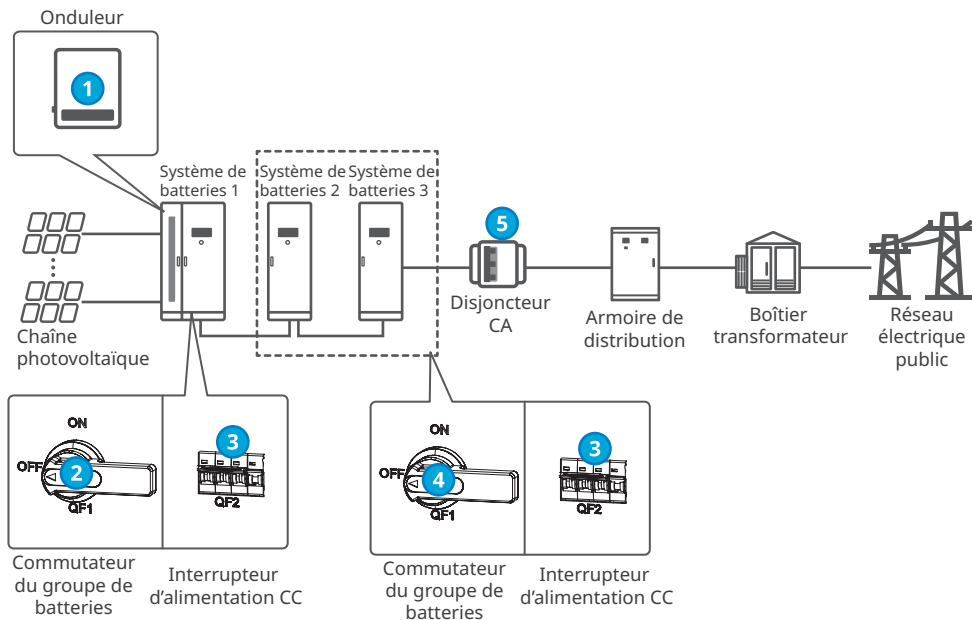 Onduleur
1
Système de
batteries 1
Système de
batteries 2
Système de
batteries 3
5
Chaîne
photovoltaïque
Disjoncteur
CA
Armoire de
distribution
Boîtier
transformateur
Réseau
électrique
public
ON
OFF
2
QF1
3
QF2
ON
OFF
4
QF1
3
QF2
Commutateur
du groupe de
batteries
Interrupteur
d’alimentation CC
Commutateur
du groupe de
batteries
Interrupteur
d’alimentation CC